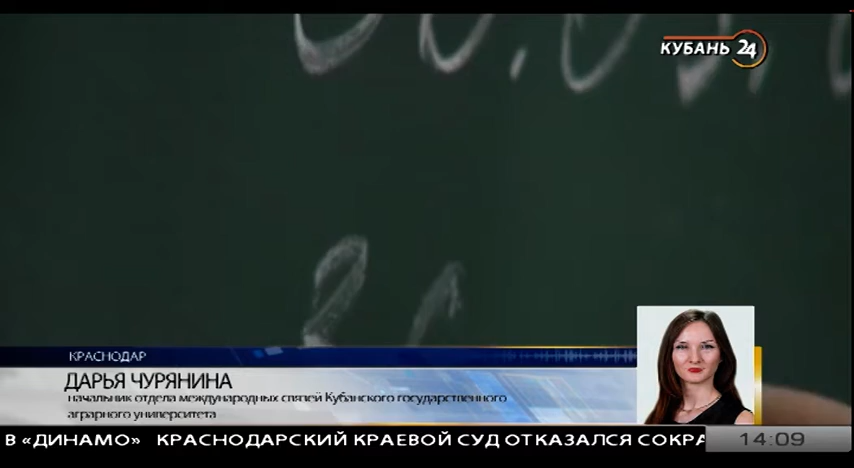 КУБАНЬ 24
КРАСНОДАР
ДАРЬЯ ЧУРЯНИНА
начальник отдела международных связей Кубанского государственного
аграрного университета
В «ДИНАМО» КРАСНОДАРСКИЙ КРАЕВОЙ СУД ОТКАЗАЛСЯ СОКРА
14:09